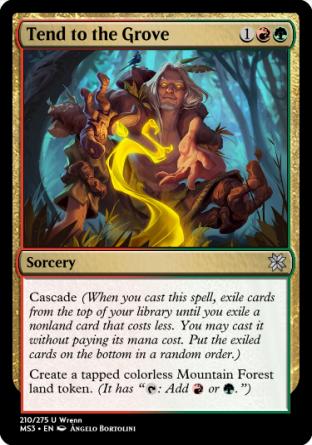 Tend to the Grove 1
Sorcery
Cascade (When you cast this spell, exile cards
from the top of your library until you exile a
nonland card that costs less. You may cast it
without paying its mana cost. Put the exiled
cards on the bottom in a random order.)
Create a tapped colorless Mountain Forest
land token. (It has “: Add or .”)
210/275 U Wrenn
MS3 • EN Angelo Bortolini